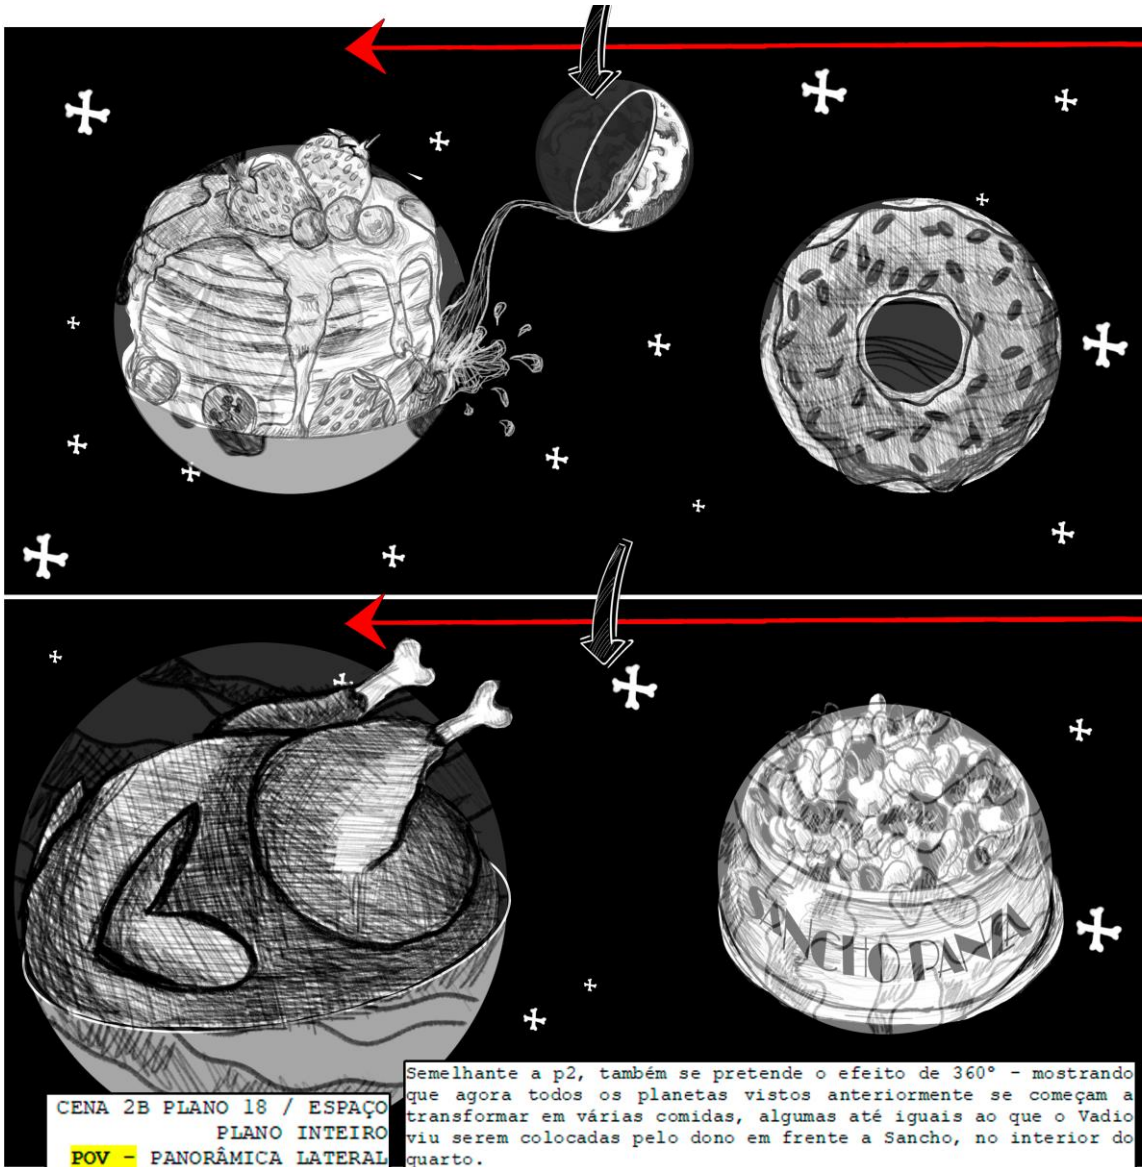 SANCHO PANZA
CENA 2B PLANO 18 / ESPAÇO
PLANO INTEIRO
POV - PANORÂMICA LATERAL
Semelhante a p2, também se pretende o efeito de 360° - mostrando
que agora todos os planetas vistos anteriormente se começam a
transformar em várias comidas, algumas até iguais ao que o Vadio
viu serem colocadas pelo dono em frente a Sancho, no interior do
quarto.